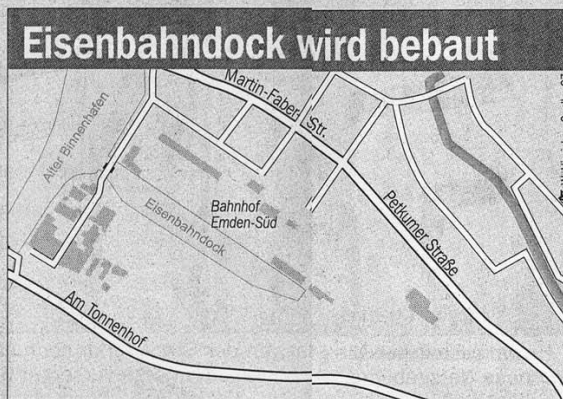 Eisenbahndock wird bebaut
Martin-Faber-Str.
Alter Binnenhafen
Bahnhof
Emden-Süd
Eisenbahndock
Petkumer Straße
Am Tonnenhof